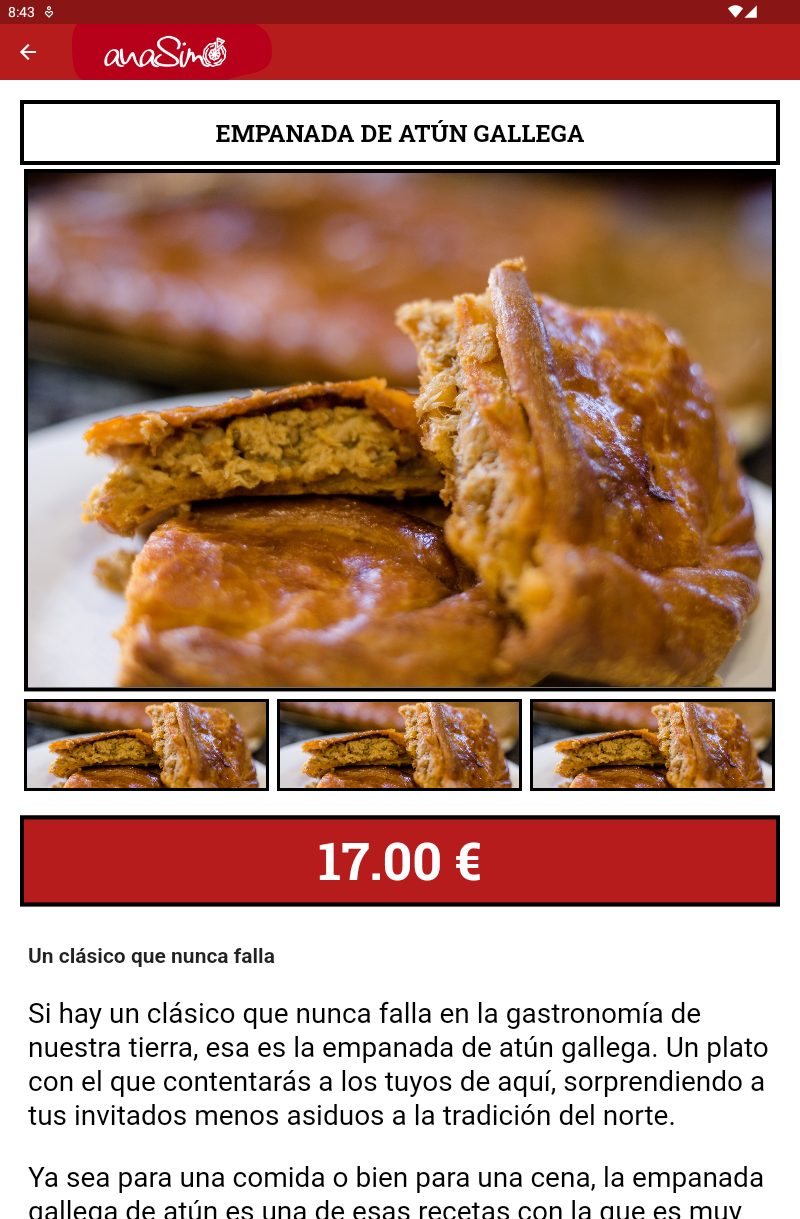 8:43
anaSim
EMPANADA DE ATÚN GALLEGA
17.00 €
Un clásico que nunca falla
Si hay un clásico que nunca falla en la gastronomía de
nuestra tierra, esa es la empanada de atún gallega. Un plato
con el que contentarás a los tuyos de aquí, sorprendiendo a
tus invitados menos asiduos a la tradición del norte.
Ya sea para una comida o bien para una cena, la empanada
gallega de atún es una de esas recetas con la que es muy